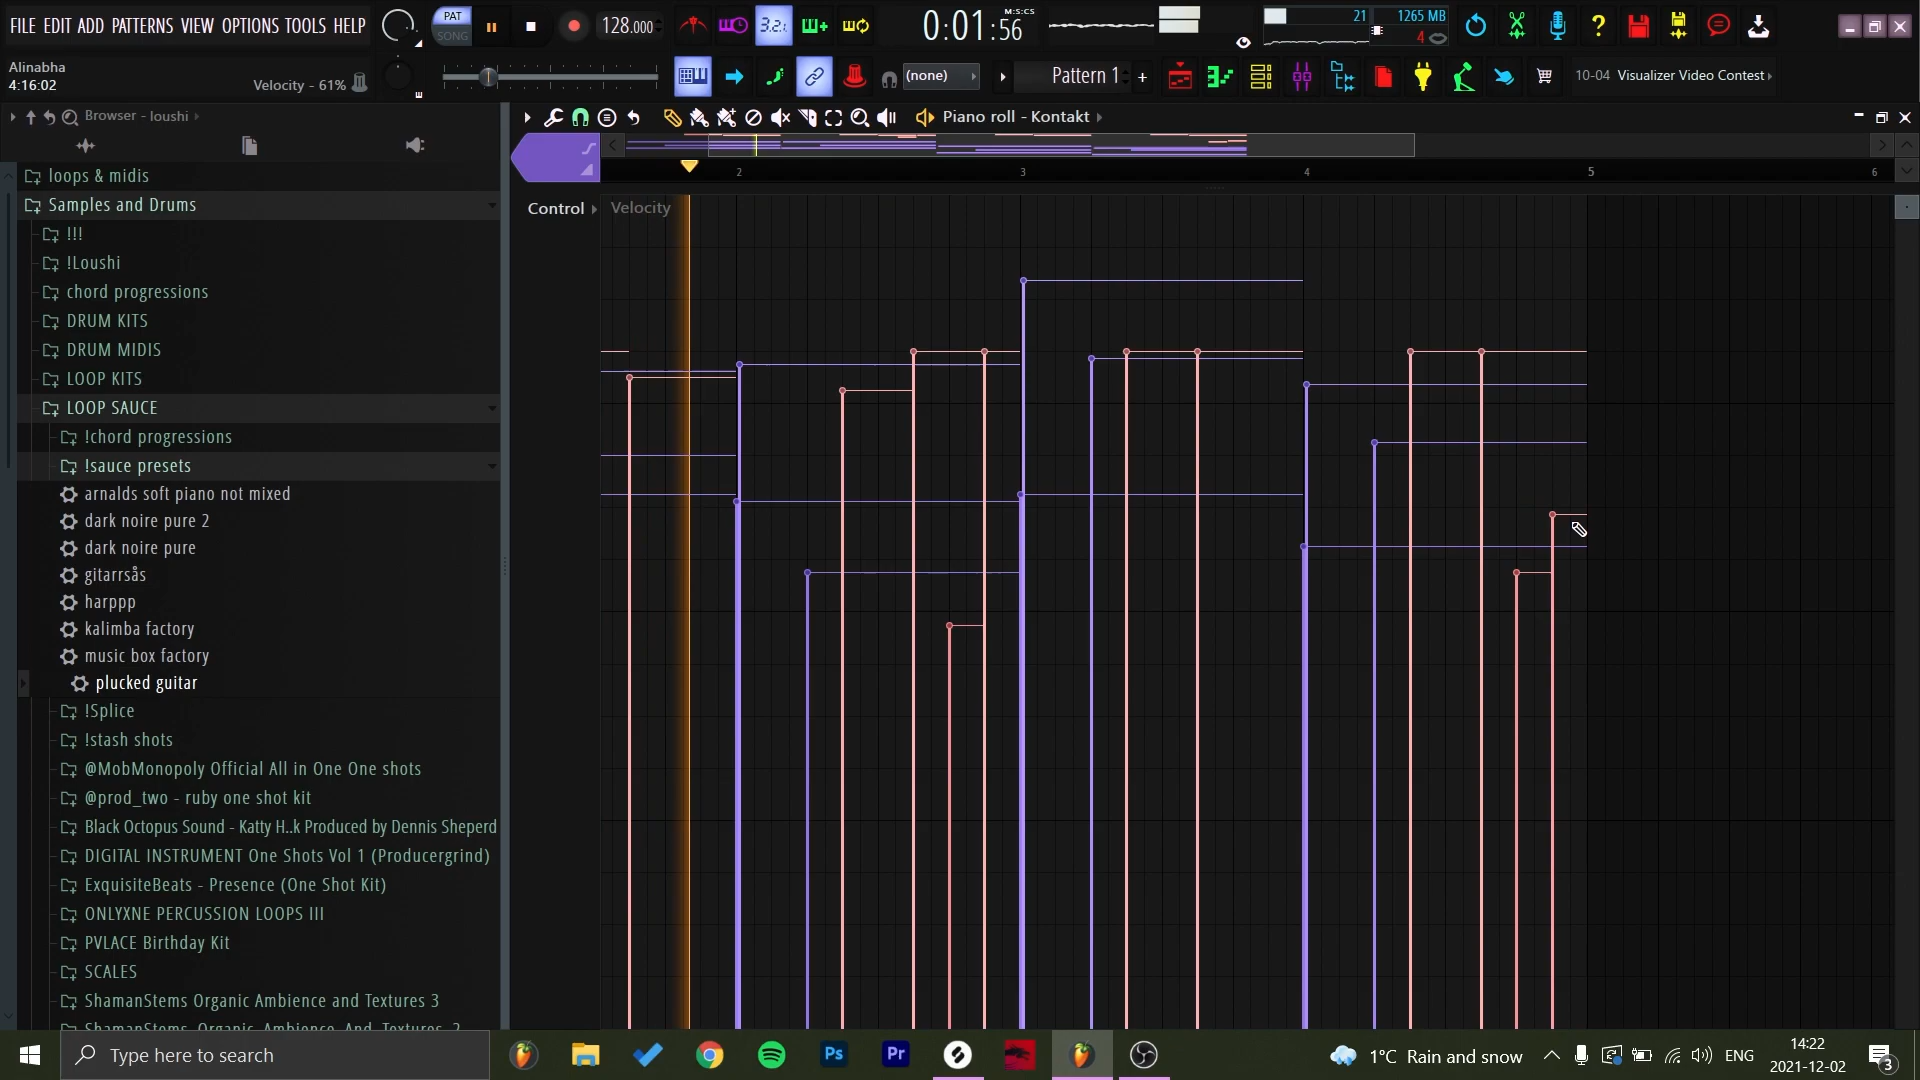 FILE EDIT ADD PATTERNS VIEW OPTIONS TOOLS HELP
PAT
SONG
128.000
3.2.
0:01:56
M:S:CS
21
1265 MB
4
Alinabha
4:16:02
Velocity - 61%
(none)
Pattern 1
+
10-04 Visualizer Video Contest
Browser - loushi
Piano roll - Kontakt
2
3
4
5
6
Control
Velocity
loops & midis
Samples and Drums
!!!
!Loushi
chord progressions
DRUM KITS
DRUM MIDIS
LOOP KITS
LOOP SAUCE
!chord progressions
!sauce presets
arnalds soft piano not mixed
dark noire pure 2
dark noire pure
gitarrsås
harppp
kalimba factory
music box factory
plucked guitar
!Splice
!stash shots
@MobMonopoly Official All in One One shots
@prod_two - ruby one shot kit
Black Octopus Sound - Katty H..k Produced by Dennis Sheperd
DIGITAL INSTRUMENT One Shots Vol 1 (Producergrind)
ExquisiteBeats - Presence (One Shot Kit)
ONLYXNE PERCUSSION LOOPS III
PVLACE Birthday Kit
SCALES
ShamanStems Organic Ambience and Textures 3
ShamanStems Organic Ambience And Textures 2
Type here to search
Ps
Pr
1°C Rain and snow
ENG
14:22
2021-12-02
3